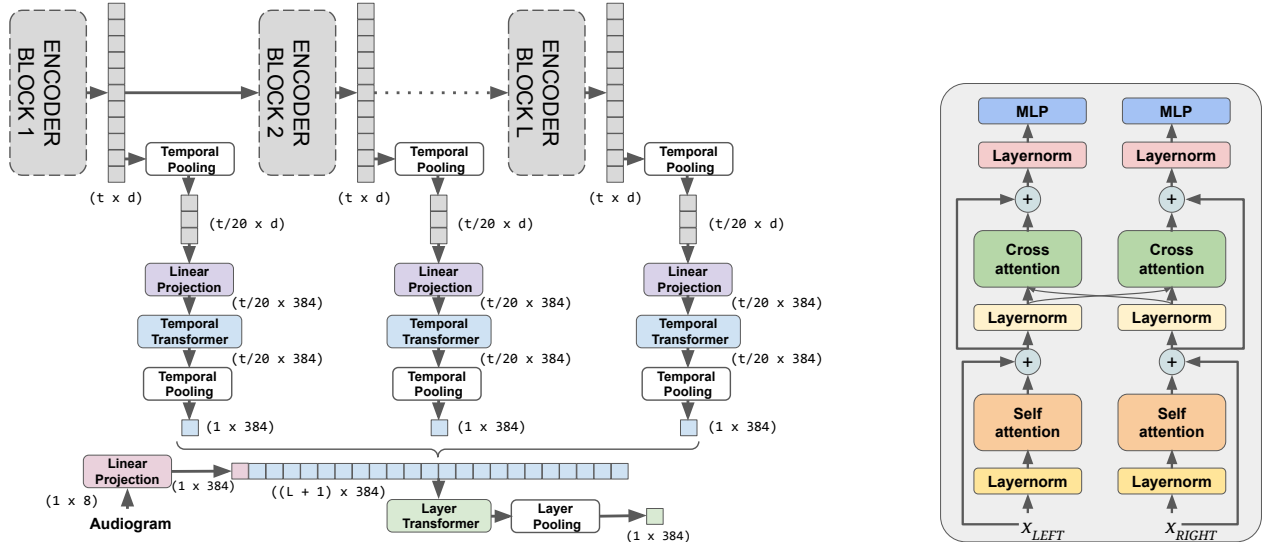 ENCODER
BLOCK 1
ENCODER
BLOCK 2
ENCODER
BLOCK L
Temporal
Pooling
Temporal
Pooling
Temporal
Pooling
(t x d)
(t x d)
(t x d)
(t/20 x d)
(t/20 x d)
(t/20 x d)
Linear
Projection
Linear
Projection
Linear
Projection
(t/20 x 384)
(t/20 x 384)
(t/20 x 384)
Temporal
Transformer
Temporal
Transformer
Temporal
Transformer
(t/20 x 384)
(t/20 x 384)
(t/20 x 384)
Temporal
Pooling
Temporal
Pooling
Temporal
Pooling
(1 x 384)
(1 x 384)
(1 x 384)
Linear
Projection
(1 x 8)
(1 x 384)
Audiogram
((L + 1) x 384)
Layer
Transformer
Layer
Pooling
(1 x 384)
MLP
MLP
Layernorm
Layernorm
+
+
Cross
attention
Cross
attention
Layernorm
Layernorm
+
+
Self
attention
Self
attention
Layernorm
Layernorm
X_LEFT
X_RIGHT